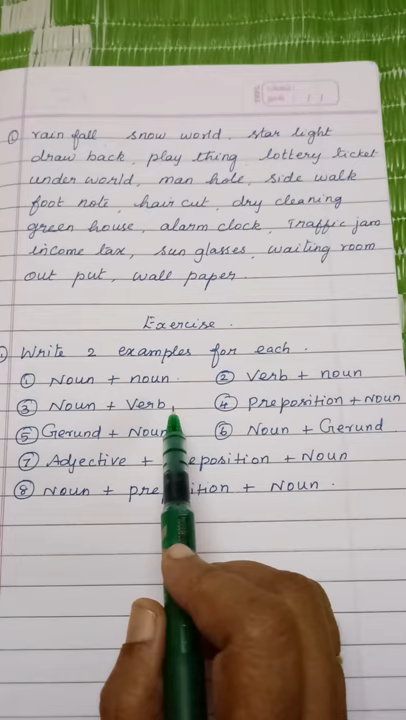 ① rain fall snow world, star light
draw back, play thing lottery ticket
under world, man hole, side walk
foot note, hair cut, dry cleaning
green house, alarm clock, Traffic jam
income tax, sun glasses, waiting room
out put, wall paper.
Exercise.
Write 2 examples for each.
① Noun + noun. ② Verb + noun
③ Noun + Verb, ④ preposition + Noun
⑤ Gerund + Noun ⑥ Noun + Gerund
⑦ Adjective + eposition + Noun
⑧ Noun + pre ition + Noun.